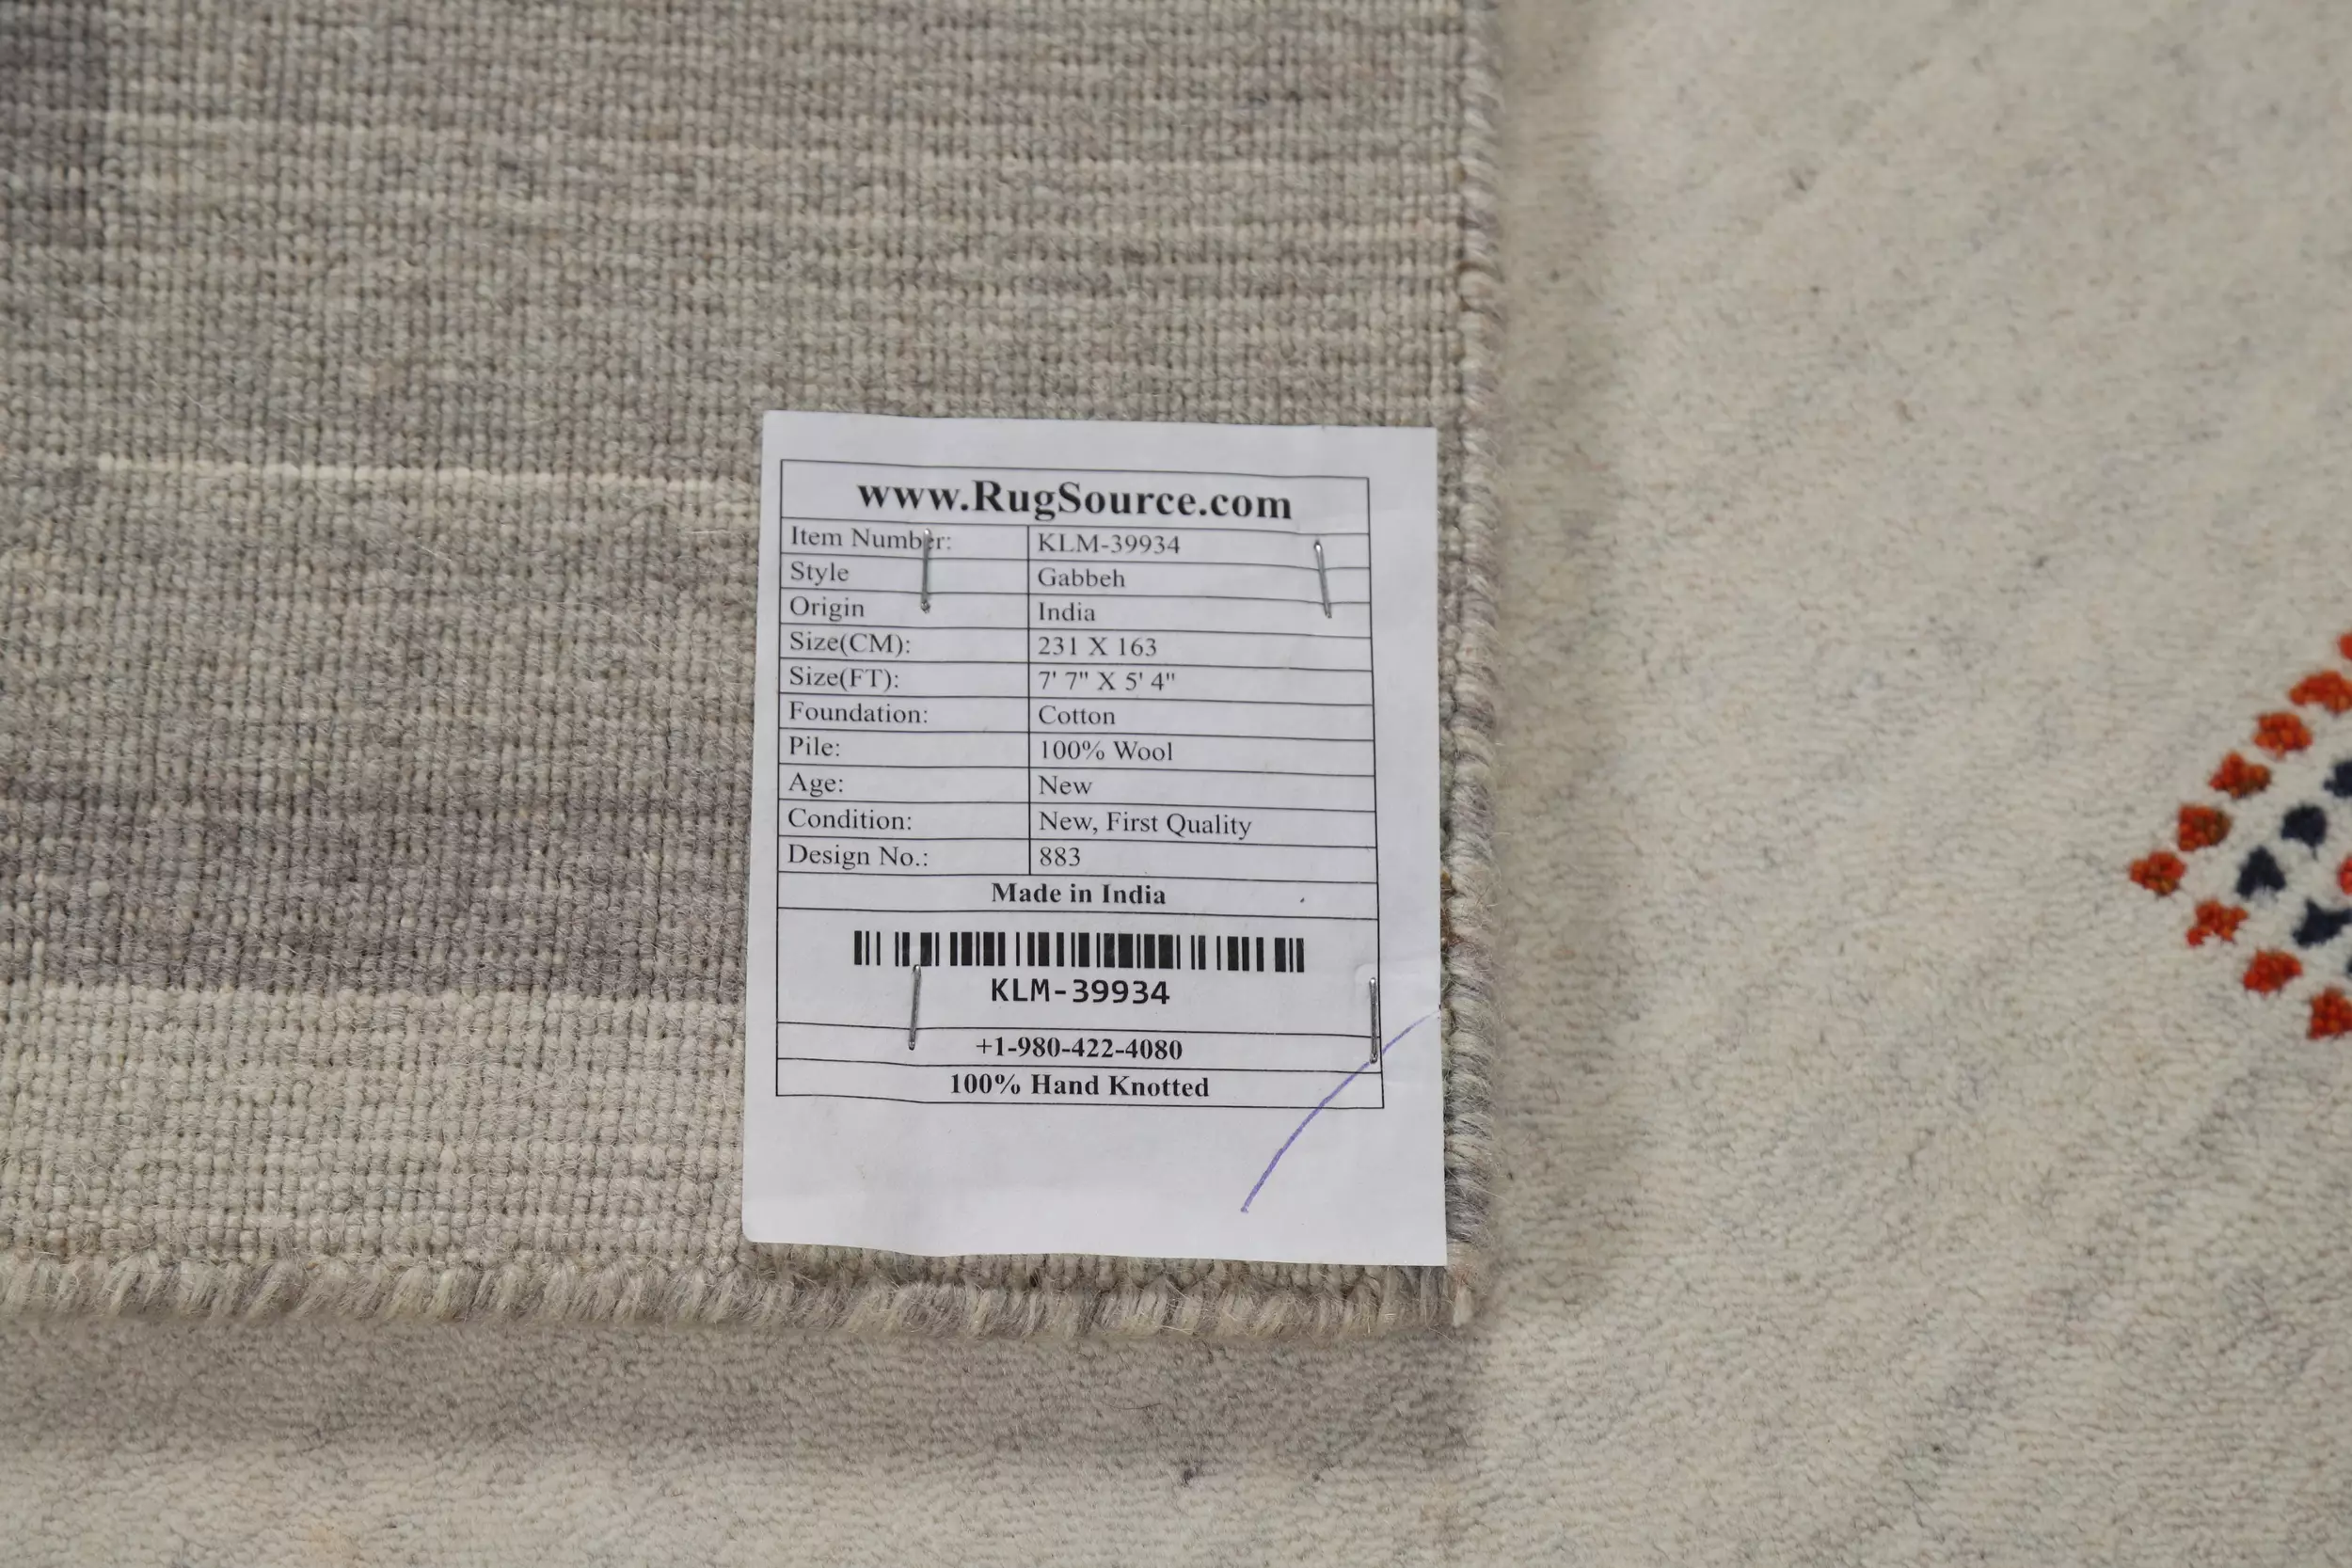 www.RugSource.com
Item Number: KLM-39934
Style Gabbeh
Origin India
Size(CM): 231 X 163
Size(FT): 7' 7" X 5' 4"
Foundation: Cotton
Pile: 100% Wool
Age: New
Condition: New, First Quality
Design No.: 883
Made in India
KLM-39934
+1-980-422-4080
100% Hand Knotted